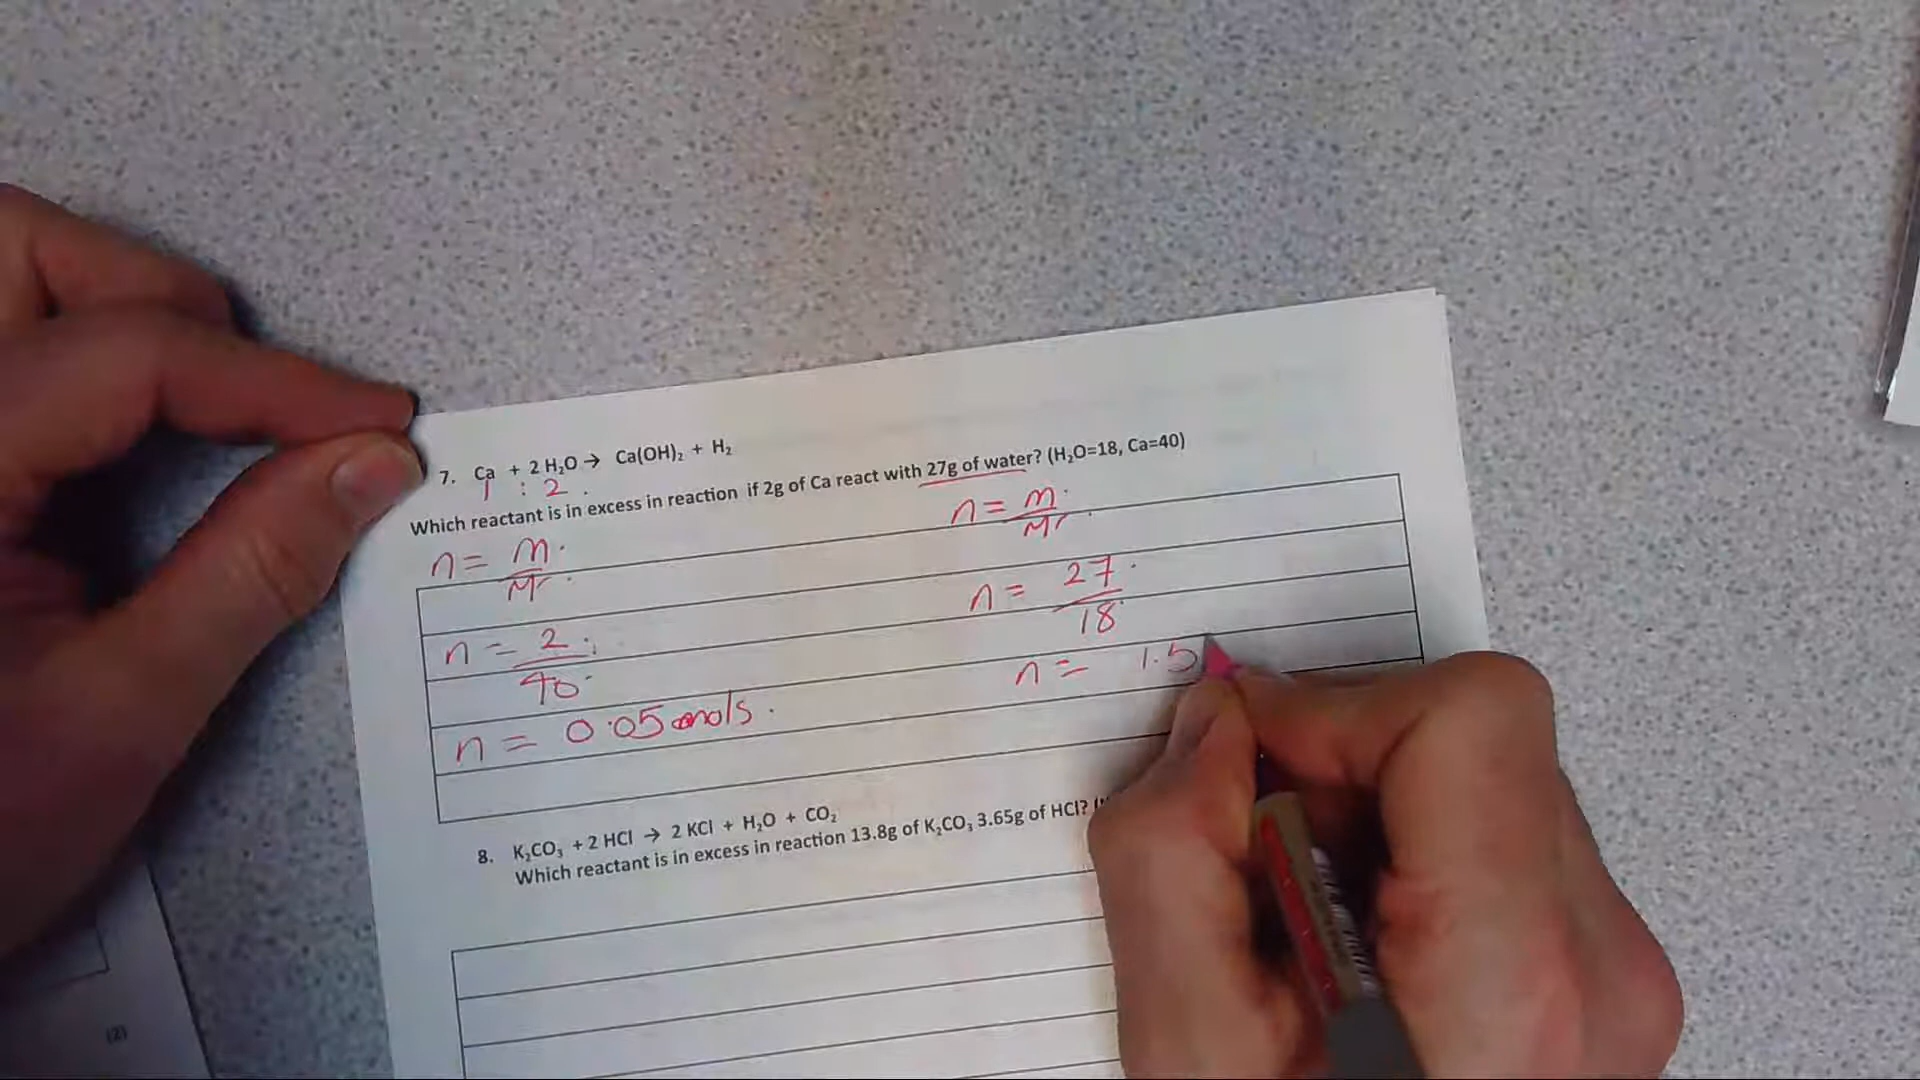 7. Ca + 2 H₂O → Ca(OH)₂ + H₂
1 : 2
Which reactant is in excess in reaction if 2g of Ca react with 27g of water? (H₂O=18, Ca=40)
n = m/Mr
n = 2/40
n = 0.05 mols.
n = m/Mr
n = 27/18
n = 1.5
8. K₂CO₃ + 2 HCl → 2 KCl + H₂O + CO₂
Which reactant is in excess in reaction 13.8g of K₂CO₃ 3.65g of HCl?
(2)